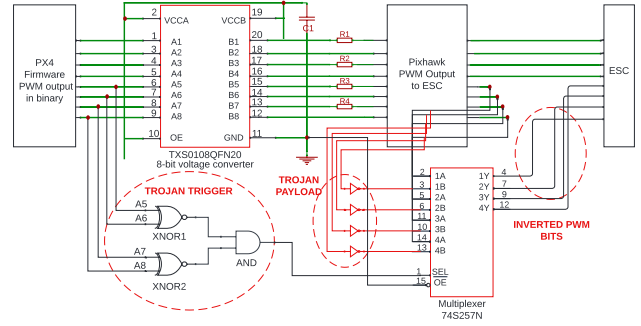 PX4
Firmware
PWM output
in binary
2
1
3
4
5
6
7
8
9
10
VCCA
A1
A2
A3
A4
A5
A6
A7
A8
OE
VCCB
B1
B2
B3
B4
B5
B6
B7
B8
GND
19
20
18
17
16
15
14
13
12
11
TXS0108QFN20
8-bit voltage converter
C1
R1
R2
R3
R4
Pixhawk
PWM Output
to ESC
ESC
TROJAN TRIGGER
A5
A6
XNOR1
A7
A8
XNOR2
AND
TROJAN
PAYLOAD
2
3
5
6
11
10
14
13
1
15
1A
1B
2A
2B
3A
3B
4A
4B
SEL
OE
1Y
2Y
3Y
4Y
4
7
9
12
Multiplexer
74S257N
INVERTED PWM
BITS